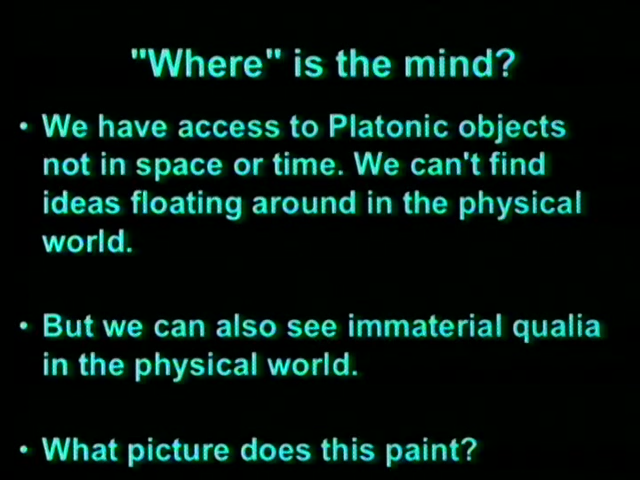 "Where" is the mind?
• We have access to Platonic objects
not in space or time. We can't find
ideas floating around in the physical
world.
• But we can also see immaterial qualia
in the physical world.
• What picture does this paint?